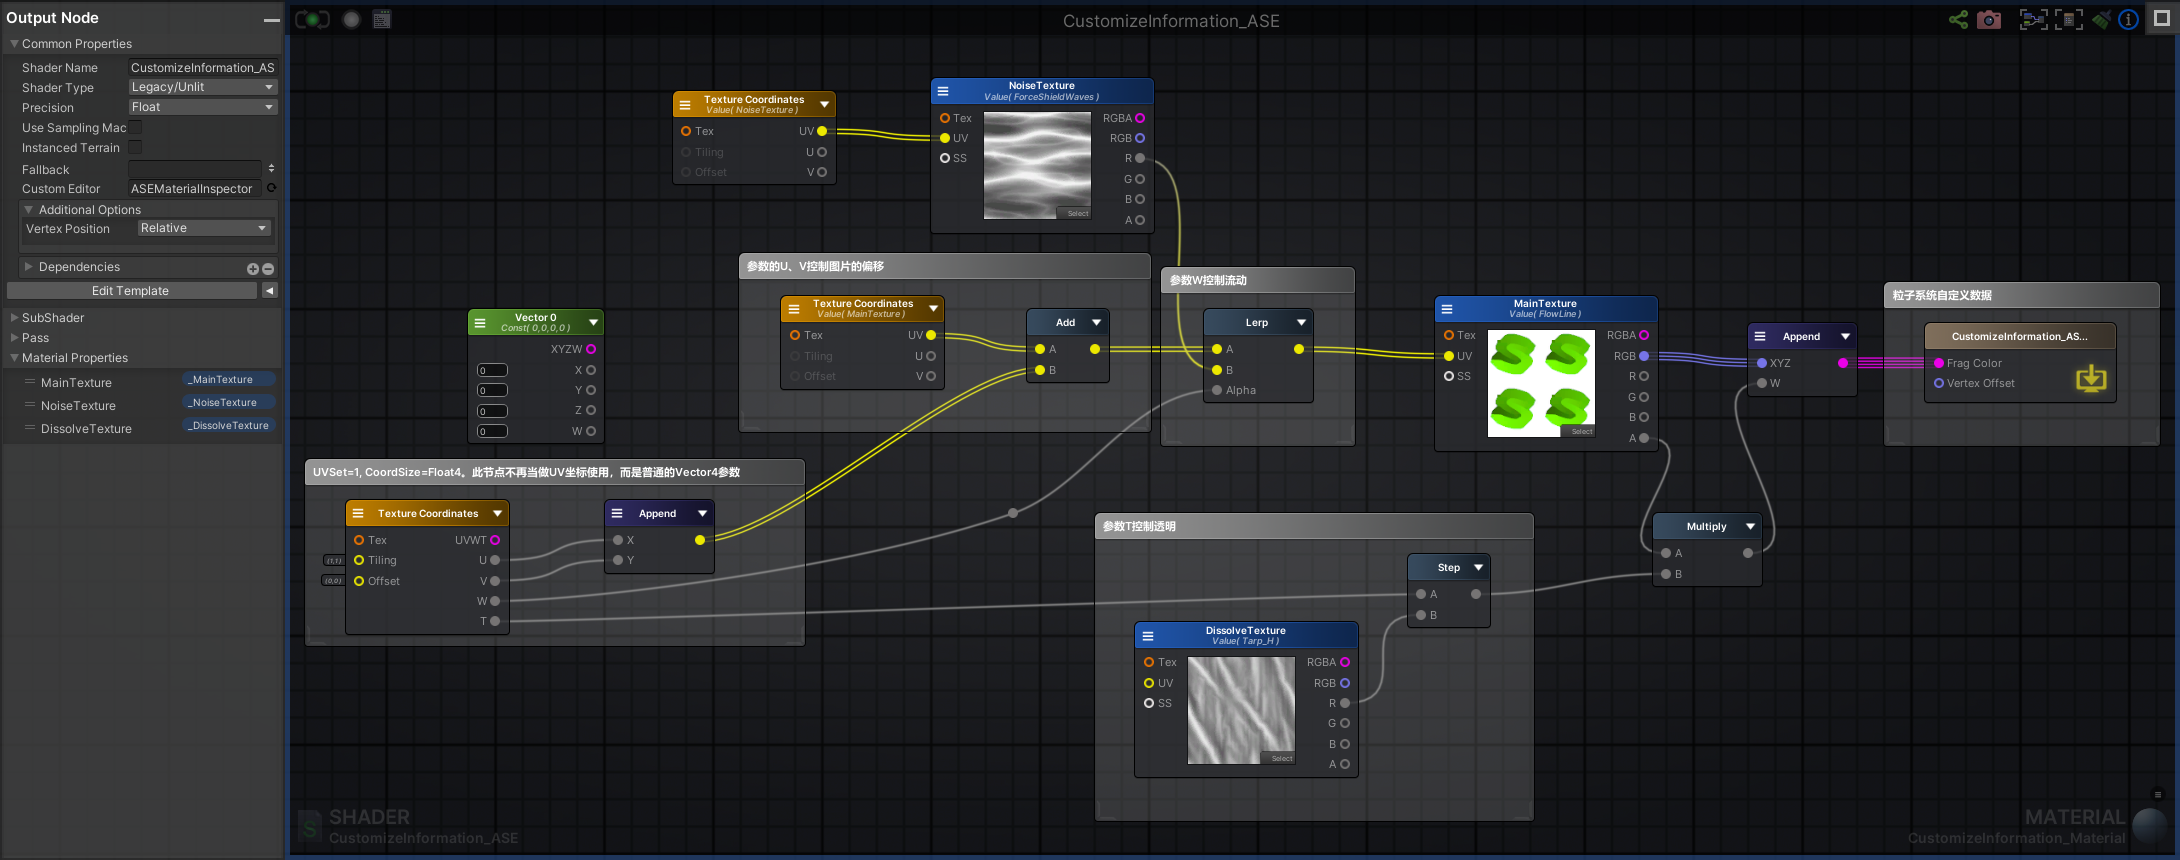 Output Node
Common Properties
Shader Name CustomizeInformation_AS
Shader Type Legacy/Unlit
Precision Float
Use Sampling Mac
Instanced Terrain
Fallback
Custom Editor ASEMaterialInspector
Additional Options
Vertex Position Relative
Dependencies
Edit Template
SubShader
Pass
Material Properties
MainTexture _MainTexture
NoiseTexture _NoiseTexture
DissolveTexture _DissolveTexture
CustomizeInformation_ASE
Texture Coordinates
Value( NoiseTexture )
Tex UV
Tiling U
Offset V
NoiseTexture
Value( ForceShieldWaves )
Tex RGBA
UV RGB
SS R
G
B
A
Select
Vector 0
Const( 0,0,0,0 )
XYZW
0 X
0 Y
0 Z
0 W
参数的U、V控制图片的偏移
Texture Coordinates
Value( MainTexture )
Tex UV
Tiling U
Offset V
Add
A
B
参数W控制流动
Lerp
A
B
Alpha
MainTexture
Value( FlowLine )
Tex RGBA
UV RGB
SS R
G
B
A
Select
Append
XYZ
W
粒子系统自定义数据
CustomizeInformation_AS...
Frag Color
Vertex Offset
UVSet=1, CoordSize=Float4。此节点不再当做UV坐标使用，而是普通的Vector4参数
Texture Coordinates
Tex UVWT
(1,1) Tiling U
(0,0) Offset V
W
T
Append
X
Y
参数T控制透明
Step
A
B
DissolveTexture
Value( Tarp_H )
Tex RGBA
UV RGB
SS R
G
B
A
Select
Multiply
A
B
SHADER
CustomizeInformation_ASE
MATERIAL
CustomizeInformation_Material